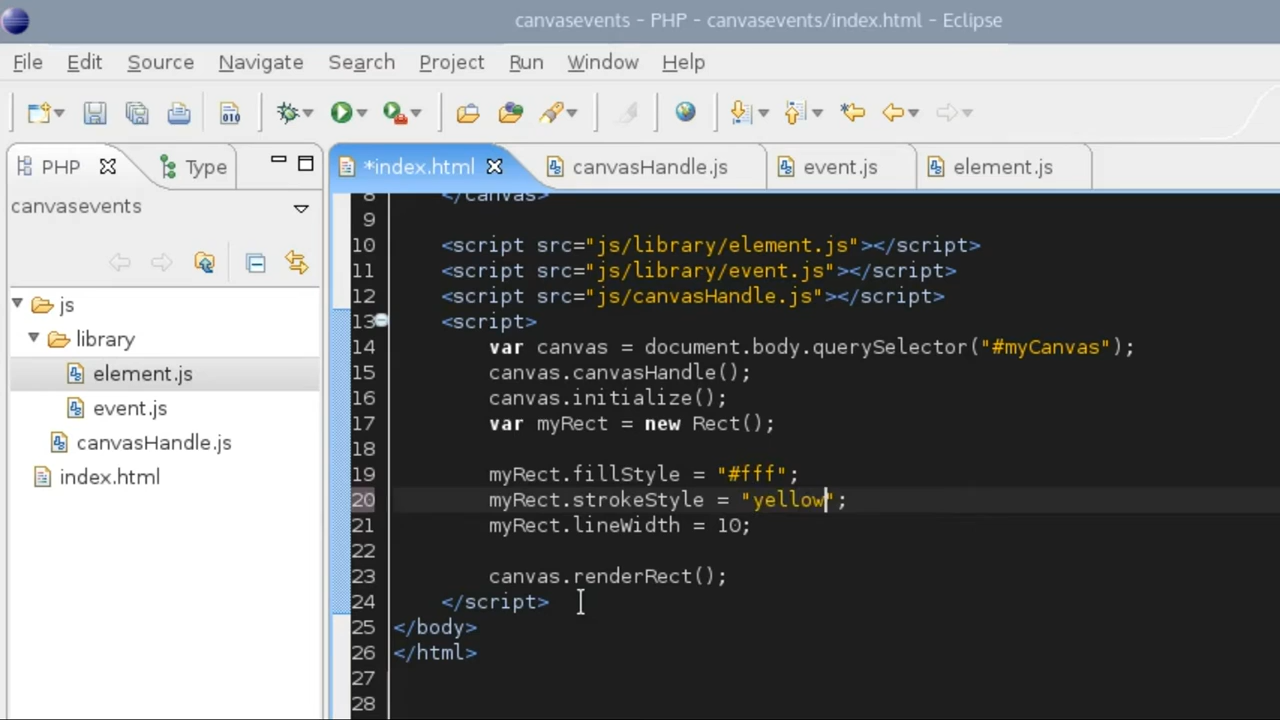 canvasevents - PHP - canvasevents/index.html - Eclipse
File Edit Source Navigate Search Project Run Window Help
010
PHP Type *index.html canvasHandle.js event.js element.js
canvasevents
js
library
element.js
event.js
canvasHandle.js
index.html
8 </canvas>
9
10 <script src="js/library/element.js"></script>
11 <script src="js/library/event.js"></script>
12 <script src="js/canvasHandle.js"></script>
13 <script>
14 var canvas = document.body.querySelector("#myCanvas");
15 canvas.canvasHandle();
16 canvas.initialize();
17 var myRect = new Rect();
18
19 myRect.fillStyle = "#fff";
20 myRect.strokeStyle = "yellow";
21 myRect.lineWidth = 10;
22
23 canvas.renderRect();
24 </script>
25 </body>
26 </html>
27
28